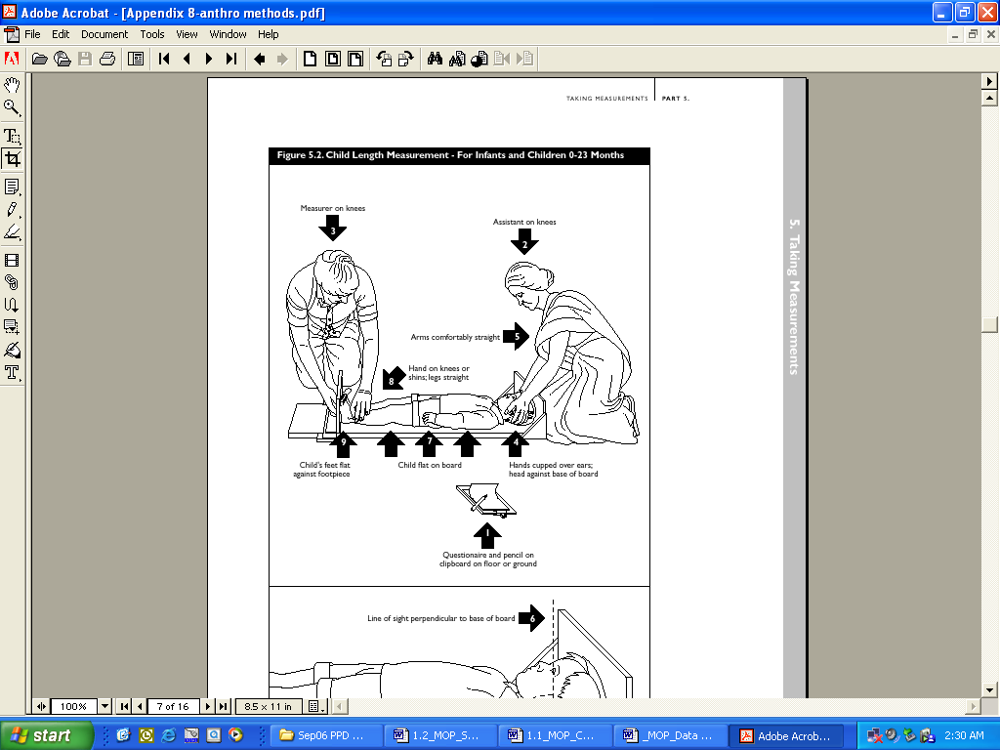 Adobe Acrobat - [Appendix 8-anthro methods.pdf]
File Edit Document Tools View Window Help
TAKING MEASUREMENTS PART 5.
Figure 5.2. Child Length Measurement - For Infants and Children 0-23 Months
Measurer on knees
3
Assistant on knees
2
Arms comfortably straight 5
Hand on knees or
shins; legs straight
8
9 7 4
Child's feet flat
against footpiece
Child flat on board
Hands cupped over ears;
head against base of board
1
Questionaire and pencil on
clipboard on floor or ground
Line of sight perpendicular to base of board 6
5. Taking Measurements
100% 7 of 16 8.5 x 11 in
start Sep06 PPD ... 1.2_MOP_S... 1.1_MOP_C... _MOP_Data ... Adobe Acrob... 2:30 AM